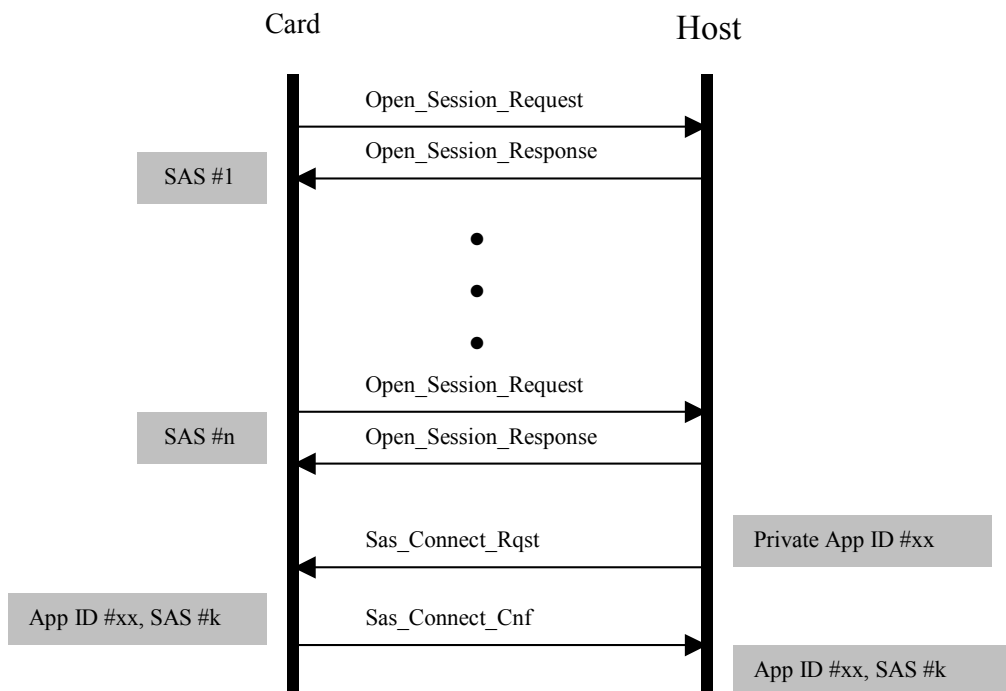 Card
Host
Open_Session_Request
Open_Session_Response
SAS #1
Open_Session_Request
SAS #n
Open_Session_Response
Sas_Connect_Rqst
Private App ID #xx
App ID #xx, SAS #k
Sas_Connect_Cnf
App ID #xx, SAS #k